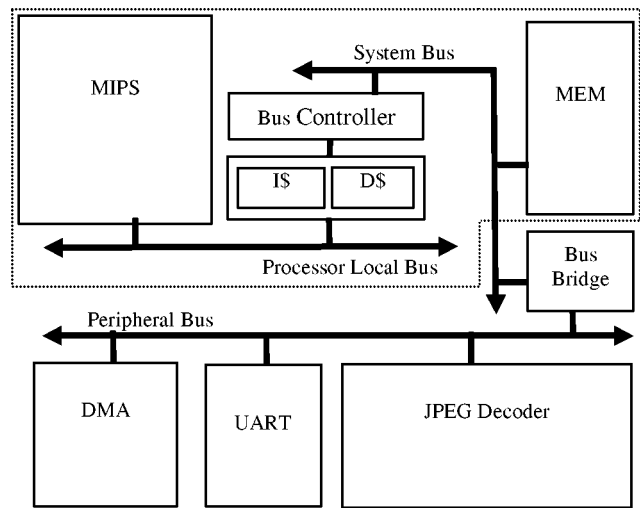 System Bus
MIPS
MEM
Bus Controller
I$
D$
Processor Local Bus
Bus
Bridge
Peripheral Bus
DMA
UART
JPEG Decoder